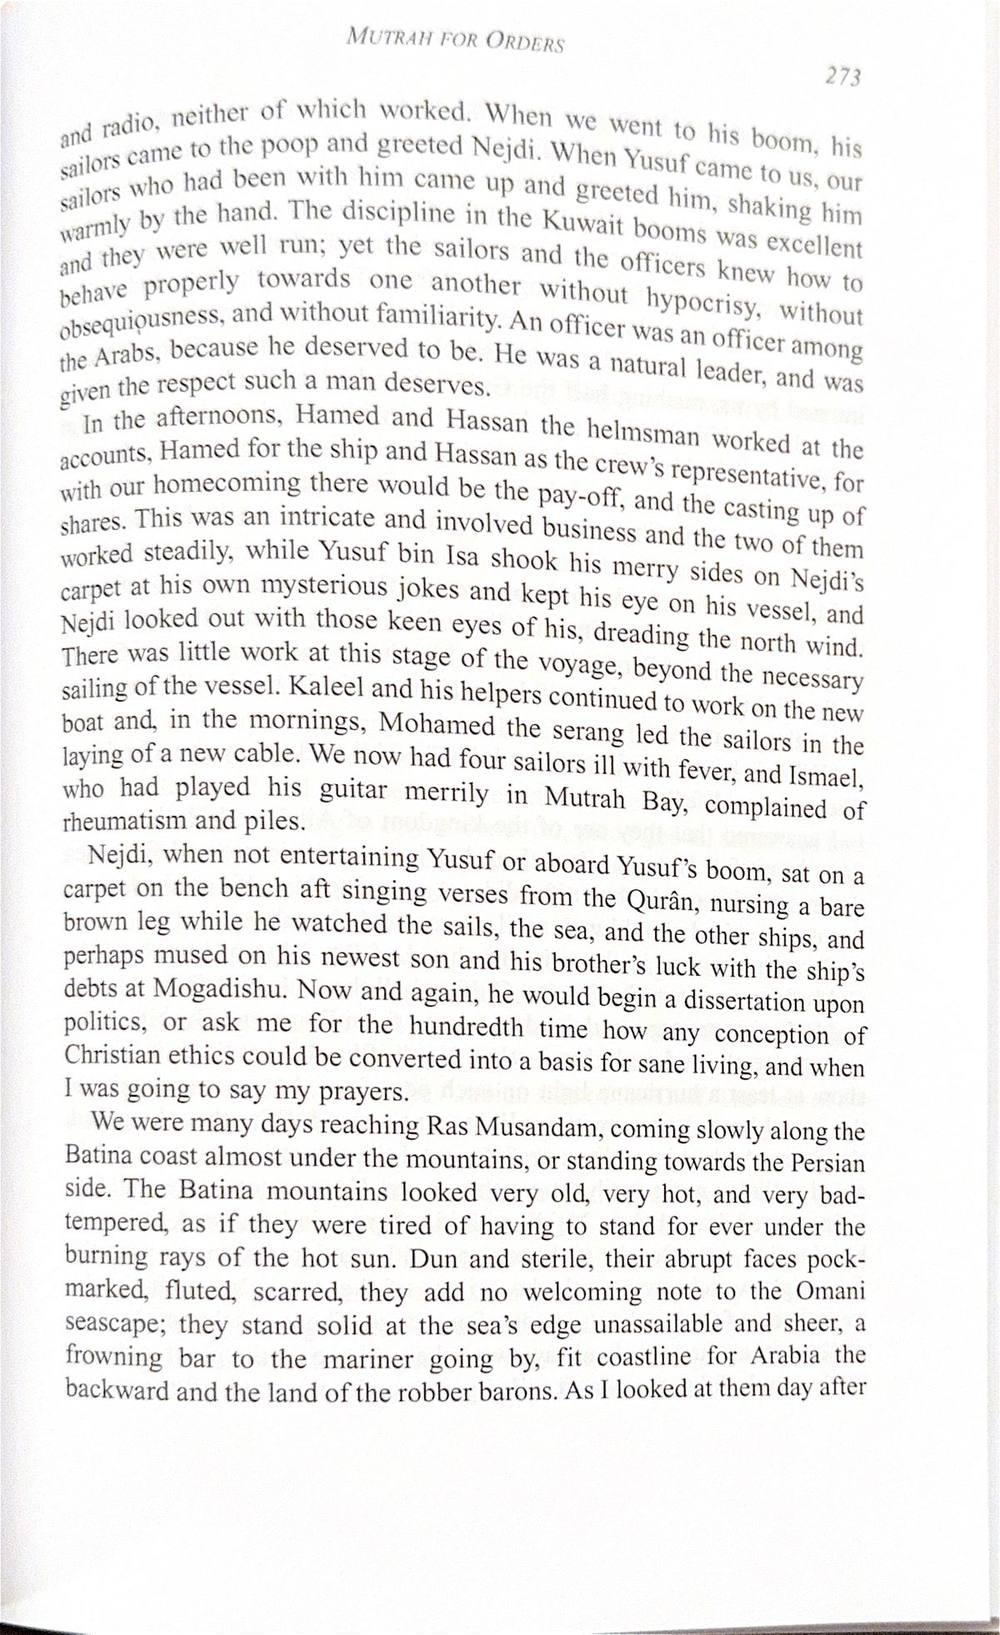 MUTRAH FOR ORDERS
273
and radio, neither of which worked. When we went to his boom, his
sailors came to the poop and greeted Nejdi. When Yusuf came to us, our
sailors who had been with him came up and greeted him, shaking him
warmly by the hand. The discipline in the Kuwait booms was excellent
and they were well run; yet the sailors and the officers knew how to
behave properly towards one another without hypocrisy, without
obsequiousness, and without familiarity. An officer was an officer among
the Arabs, because he deserved to be. He was a natural leader, and was
given the respect such a man deserves.
In the afternoons, Hamed and Hassan the helmsman worked at the
accounts, Hamed for the ship and Hassan as the crew's representative, for
with our homecoming there would be the pay-off, and the casting up of
shares. This was an intricate and involved business and the two of them
worked steadily, while Yusuf bin Isa shook his merry sides on Nejdi's
carpet at his own mysterious jokes and kept his eye on his vessel, and
Nejdi looked out with those keen eyes of his, dreading the north wind.
There was little work at this stage of the voyage, beyond the necessary
sailing of the vessel. Kaleel and his helpers continued to work on the new
boat and, in the mornings, Mohamed the serang led the sailors in the
laying of a new cable. We now had four sailors ill with fever, and Ismael,
who had played his guitar merrily in Mutrah Bay, complained of
rheumatism and piles.
Nejdi, when not entertaining Yusuf or aboard Yusuf's boom, sat on a
carpet on the bench aft singing verses from the Qurân, nursing a bare
brown leg while he watched the sails, the sea, and the other ships, and
perhaps mused on his newest son and his brother's luck with the ship's
debts at Mogadishu. Now and again, he would begin a dissertation upon
politics, or ask me for the hundredth time how any conception of
Christian ethics could be converted into a basis for sane living, and when
I was going to say my prayers.
We were many days reaching Ras Musandam, coming slowly along the
Batina coast almost under the mountains, or standing towards the Persian
side. The Batina mountains looked very old, very hot, and very bad-
tempered, as if they were tired of having to stand for ever under the
burning rays of the hot sun. Dun and sterile, their abrupt faces pock-
marked, fluted, scarred, they add no welcoming note to the Omani
seascape; they stand solid at the sea's edge unassailable and sheer, a
frowning bar to the mariner going by, fit coastline for Arabia the
backward and the land of the robber barons. As I looked at them day after